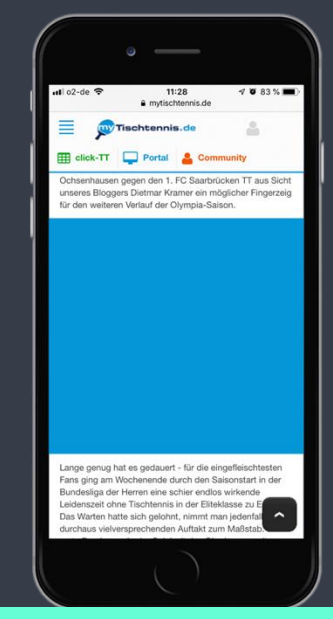 o2-de 11:28 83 %
mytischtennis.de
myTischtennis.de
click-TT Portal Community
Ochsenhausen gegen den 1. FC Saarbrücken TT aus Sicht
unseres Bloggers Dietmar Kramer ein möglicher Fingerzeig
für den weiteren Verlauf der Olympia-Saison.
Lange genug hat es gedauert - für die eingefleischtesten
Fans ging am Wochenende durch den Saisonstart in der
Bundesliga der Herren eine schier endlos wirkende
Leidenszeit ohne Tischtennis in der Eliteklasse zu
Das Warten hatte sich gelohnt, nimmt man
durchaus vielversprechenden Auftakt zum Maßstab.